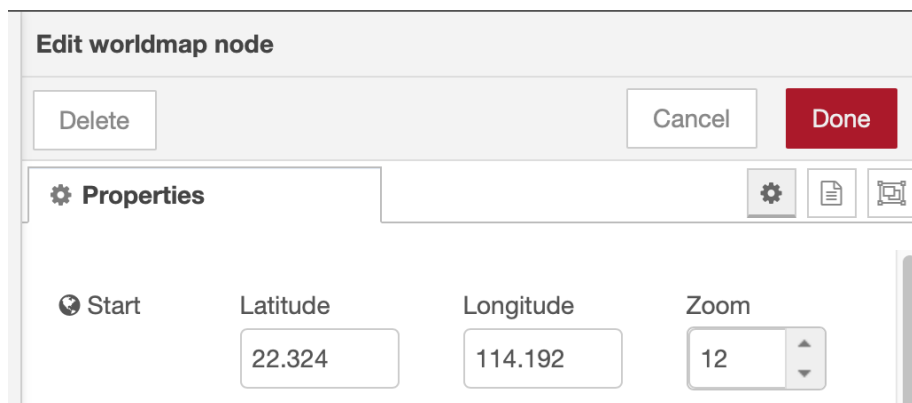 Edit worldmap node
Delete Cancel Done
Properties
Start Latitude Longitude Zoom
22.324 114.192 12